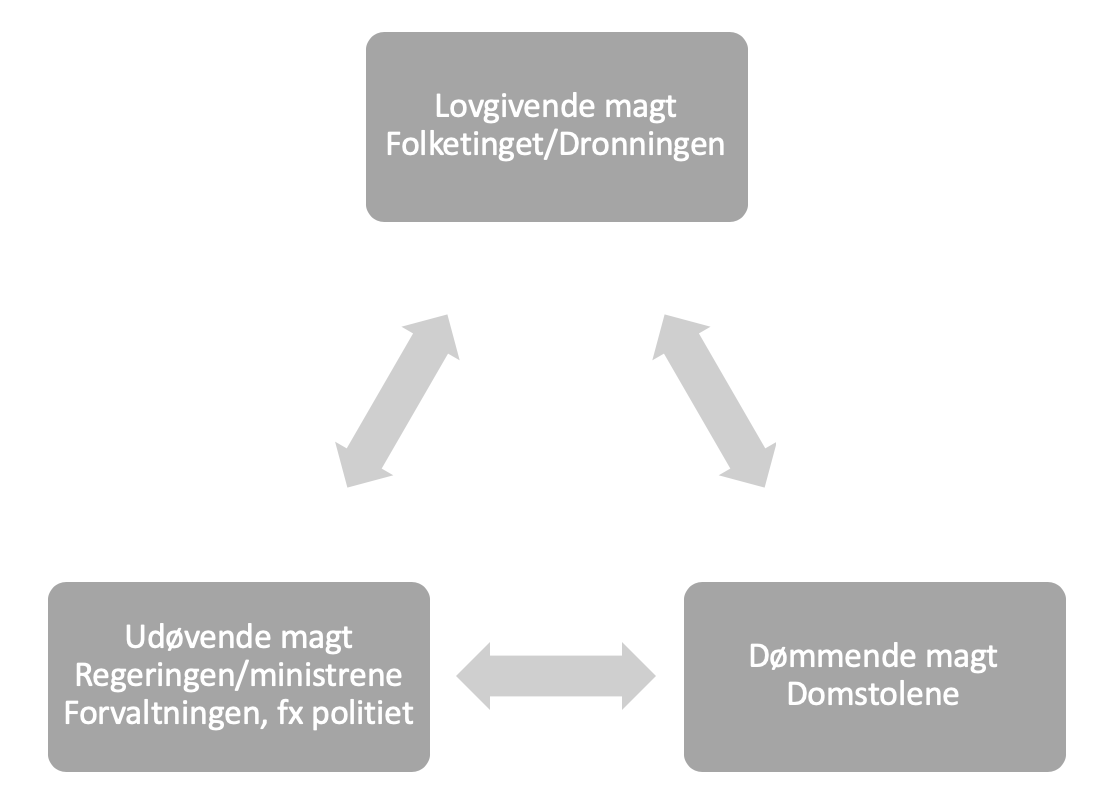 Lovgivende magt
Folketinget/Dronningen
Udøvende magt
Regeringen/ministrene
Forvaltningen, fx politiet
Dømmende magt
Domstolene